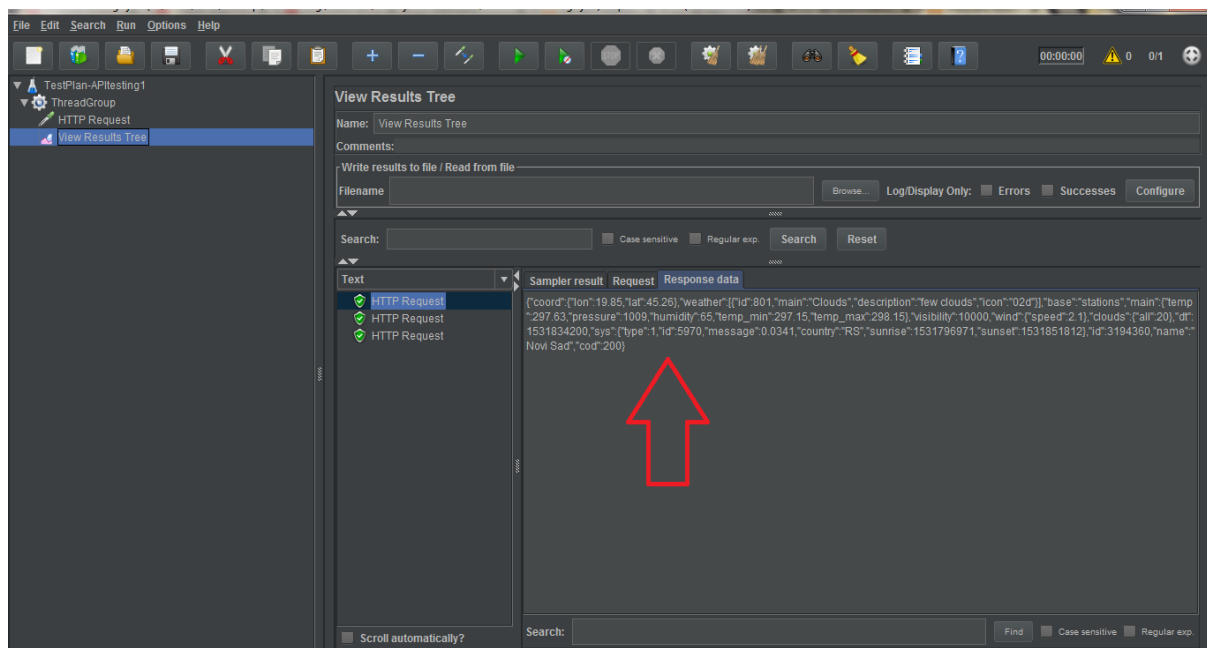 File Edit Search Run Options Help
00:00:00 0 0/1
TestPlan-APItesting1
ThreadGroup
HTTP Request
View Results Tree
View Results Tree
Name: View Results Tree
Comments:
Write results to file / Read from file
Filename Browse... Log/Display Only: Errors Successes Configure
Search: Case sensitive Regular exp. Search Reset
Text
HTTP Request
HTTP Request
HTTP Request
Scroll automatically?
Sampler result Request Response data
{"coord":{"lon":19.85,"lat":45.26},"weather":[{"id":801,"main":"Clouds","description":"few clouds","icon":"02d"}],"base":"stations","main":{"temp
":297.63,"pressure":1009,"humidity":65,"temp_min":297.15,"temp_max":298.15},"visibility":10000,"wind":{"speed":2.1},"clouds":{"all":20},"dt":
1531834200,"sys":{"type":1,"id":5970,"message":0.0341,"country":"RS","sunrise":1531796971,"sunset":1531851812},"id":3194360,"name":"
Novi Sad","cod":200}
Search: Find Case sensitive Regular exp.